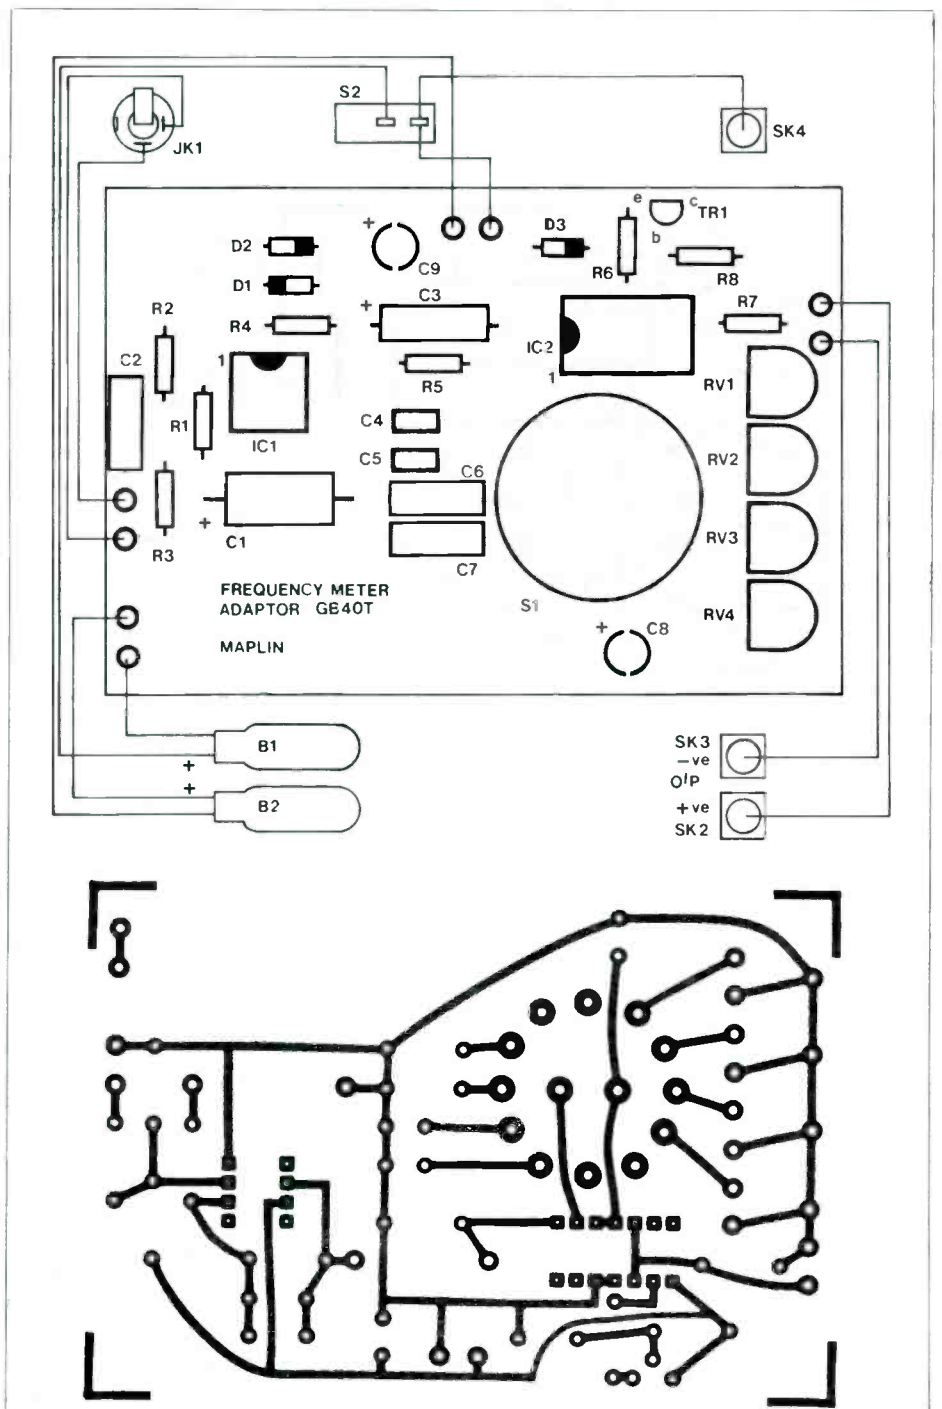 S2
JK1
SK4
e
c
TR1
b
D2
+
C9
D3
R6
R8
D1
+
C3
R7
R2
R4
IC2
1
C2
1
R5
RV1
R1
IC1
C4
C5
C6
RV2
+
C1
C7
RV3
R3
S1
FREQUENCY METER
ADAPTOR GB40T
MAPLIN
+
C8
RV4
B1
+
+
B2
SK3
-ve
O/P
+ve
SK2